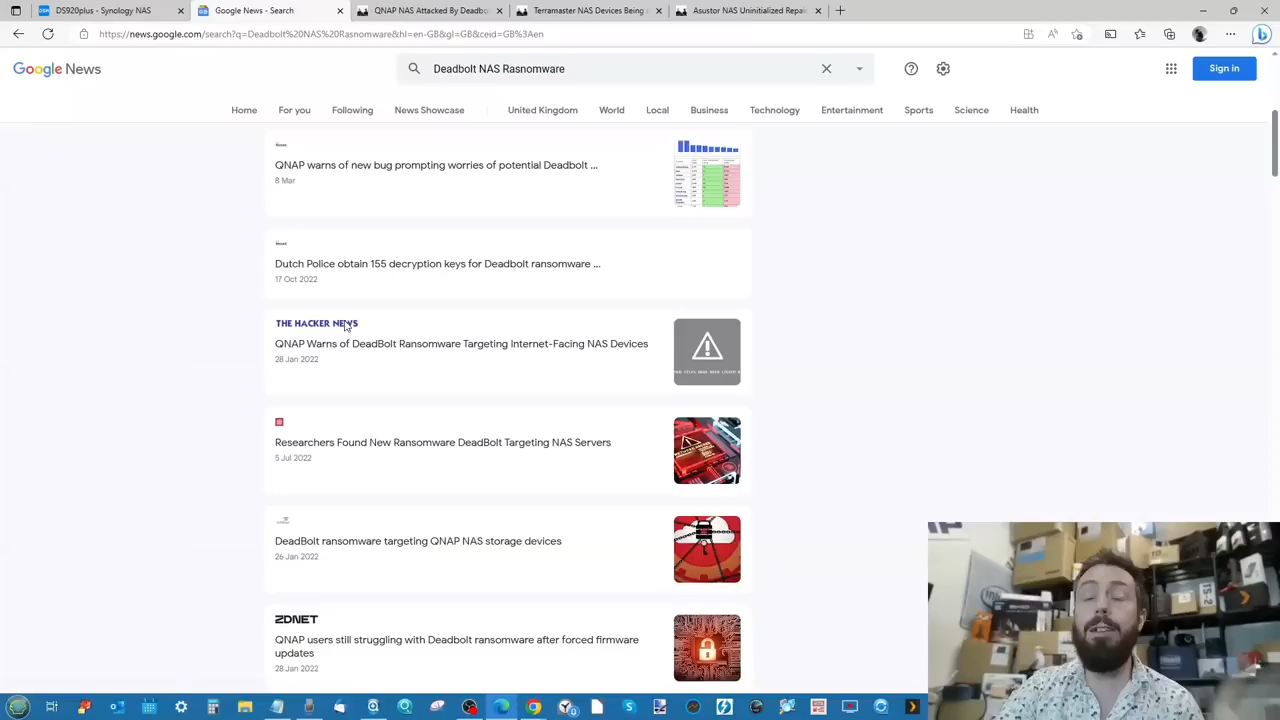 DS920plus - Synology NAS
Google News - Search
QNAP NAS Attacked By Deadbo
Terramaster NAS Devices Being
Asustor NAS Uninitialized Repai
https://news.google.com/search?q=Deadbolt%20NAS%20Rasnomware&hl=en-GB&gl=GB&ceid=GB%3Aen
Google News
Deadbolt NAS Rasnomware
Sign in
Home
For you
Following
News Showcase
United Kingdom
World
Local
Business
Technology
Entertainment
Sports
Science
Health
QNAP warns of new bug prompting worries of potential Deadbolt ...
8 Mar
Dutch Police obtain 155 decryption keys for Deadbolt ransomware ...
17 Oct 2022
THE HACKER NEWS
QNAP Warns of DeadBolt Ransomware Targeting Internet-Facing NAS Devices
28 Jan 2022
Researchers Found New Ransomware DeadBolt Targeting NAS Servers
5 Jul 2022
DeadBolt ransomware targeting QNAP NAS storage devices
26 Jan 2022
ZDNET
QNAP users still struggling with Deadbolt ransomware after forced firmware
updates
28 Jan 2022